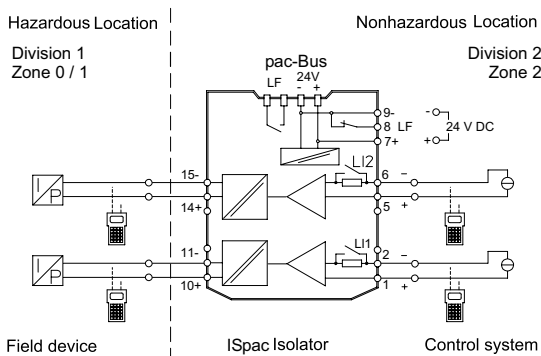 Hazardous Location
Nonhazardous Location
Division 1
Zone 0 / 1
Division 2
Zone 2
pac-Bus
LF
24V
- +
9-
8 LF
7+
-
+
24 V DC
LI2
15-
14+
6
5
-
+
I
P
LI1
11-
10+
2
1
-
+
I
P
Field device
ISpac Isolator
Control system